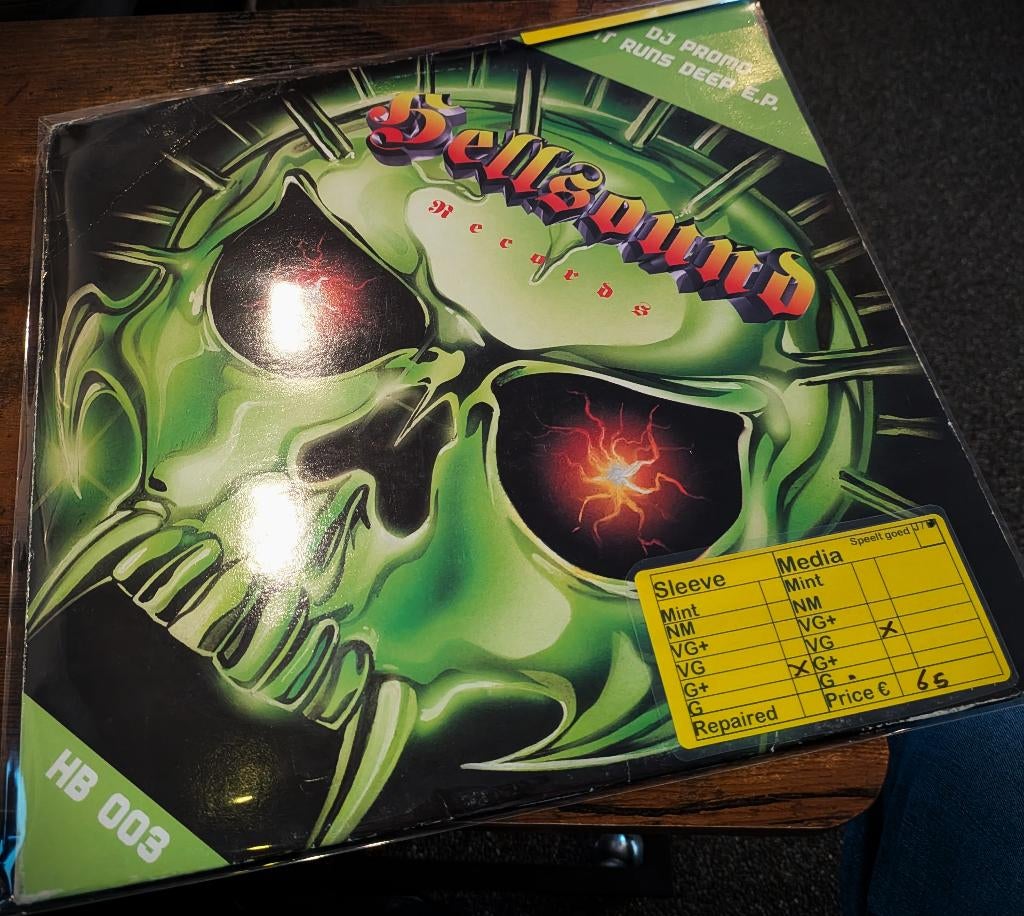 DJ PROMO
IT RUNS DEEP E.P.
Hellsound
Records
Sleeve Media Speelt goed
Mint Mint
NM NM
VG+ VG+ X
VG X VG
G+ G+
G G
Repaired Price € 65
HB 003